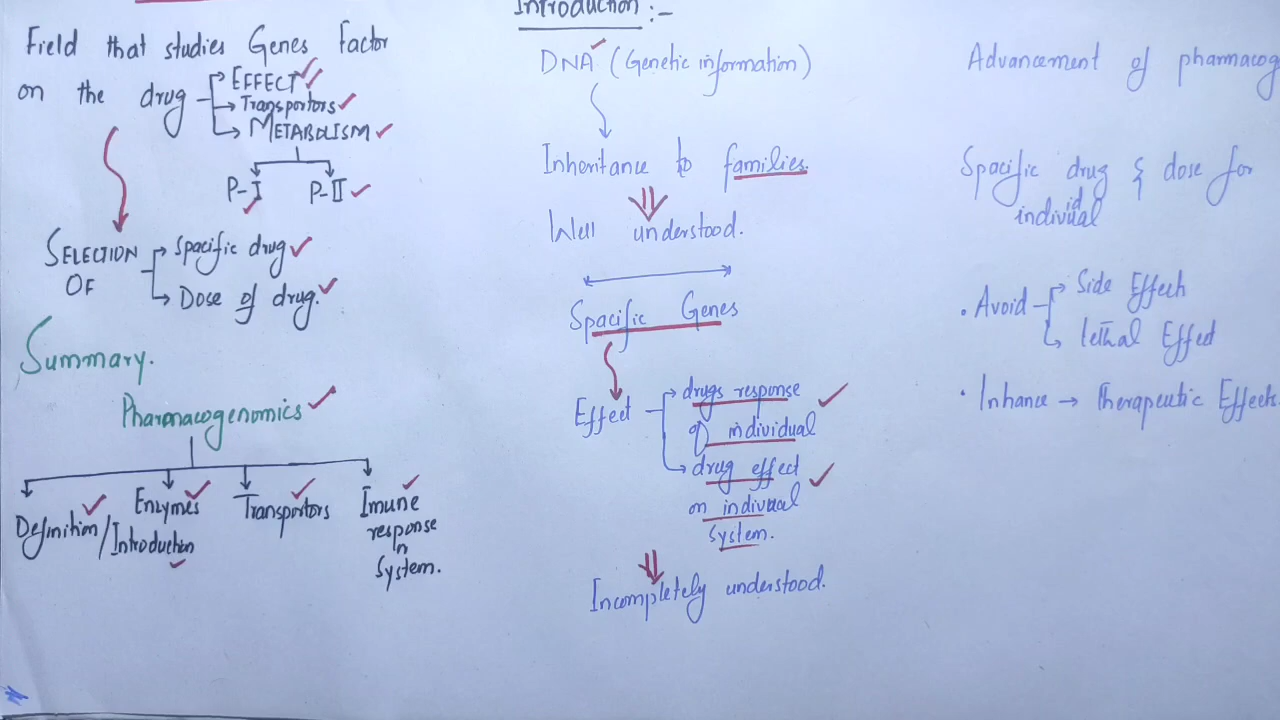 Field that studies Genes factor
on the drug
EFFECT
Transportors
METABOLISM
P-I P-II
SELECTION
OF
Spacific drug
Dose of drug.
Summary.
Pharmacogenomics
Definition/Introduction
Enzymes
Transportors
Imune
response
n
system.
Introduction :-
DNA (Genetic information)
Inheritance to families.
Well understood.
Spacific Genes
Effect
drugs response
of individual
drug effect
on indivual
system.
Incompletely understood.
Advancement of pharmacog
Spacific drug & dose for
individual
. Avoid
Side Effects
lethal Effect
. Inhance → Therapeutic Effects.